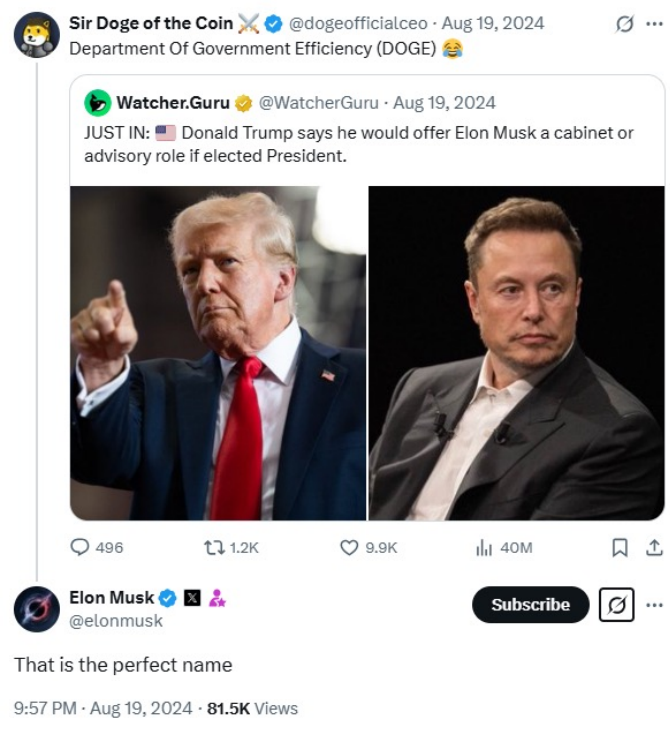 Sir Doge of the Coin ⚔️ @dogeofficialceo · Aug 19, 2024
Department Of Government Efficiency (DOGE) 😂
Watcher.Guru @WatcherGuru · Aug 19, 2024
JUST IN: 🇺🇸 Donald Trump says he would offer Elon Musk a cabinet or
advisory role if elected President.
496 1.2K 9.9K 40M
Elon Musk 𝕏
@elonmusk
Subscribe
That is the perfect name
9:57 PM · Aug 19, 2024 · 81.5K Views